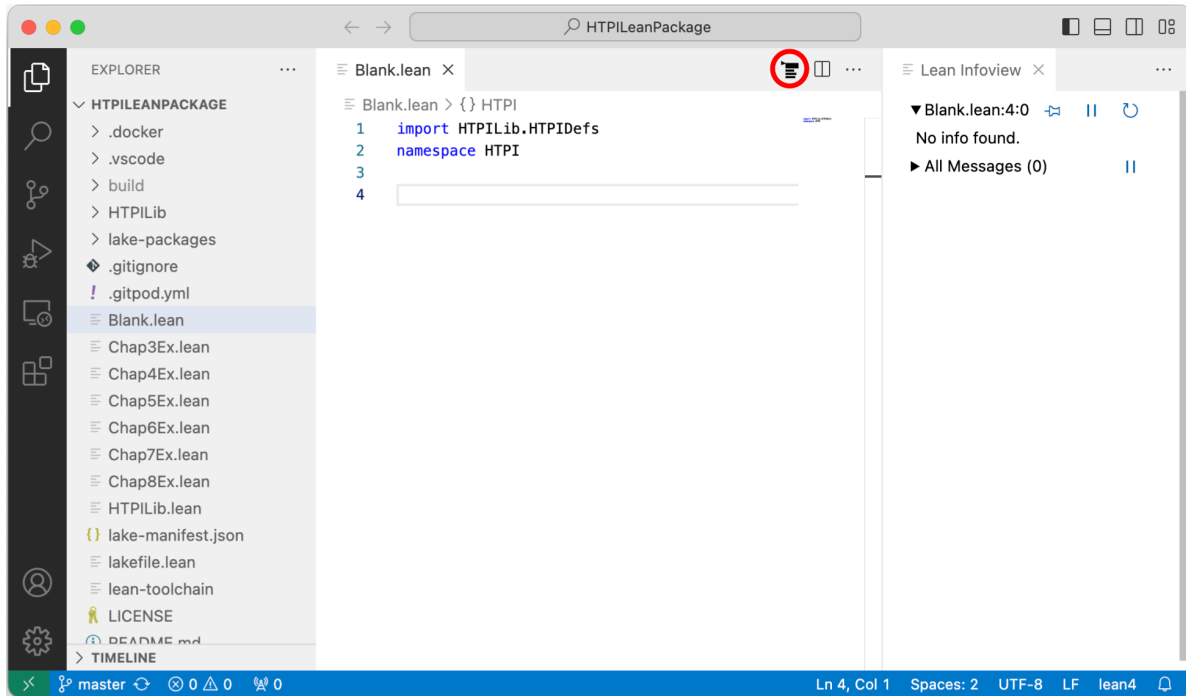 HTPILeanPackage
EXPLORER
HTPILEANPACKAGE
.docker
.vscode
build
HTPILib
lake-packages
.gitignore
.gitpod.yml
Blank.lean
Chap3Ex.lean
Chap4Ex.lean
Chap5Ex.lean
Chap6Ex.lean
Chap7Ex.lean
Chap8Ex.lean
HTPILib.lean
{} lake-manifest.json
lakefile.lean
lean-toolchain
LICENSE
README.md
TIMELINE
Blank.lean
Blank.lean > {} HTPI
1 import HTPILib.HTPIDefs
2 namespace HTPI
3
4
Lean Infoview
Blank.lean:4:0
No info found.
All Messages (0)
master 0 0 0 Ln 4, Col 1 Spaces: 2 UTF-8 LF lean4